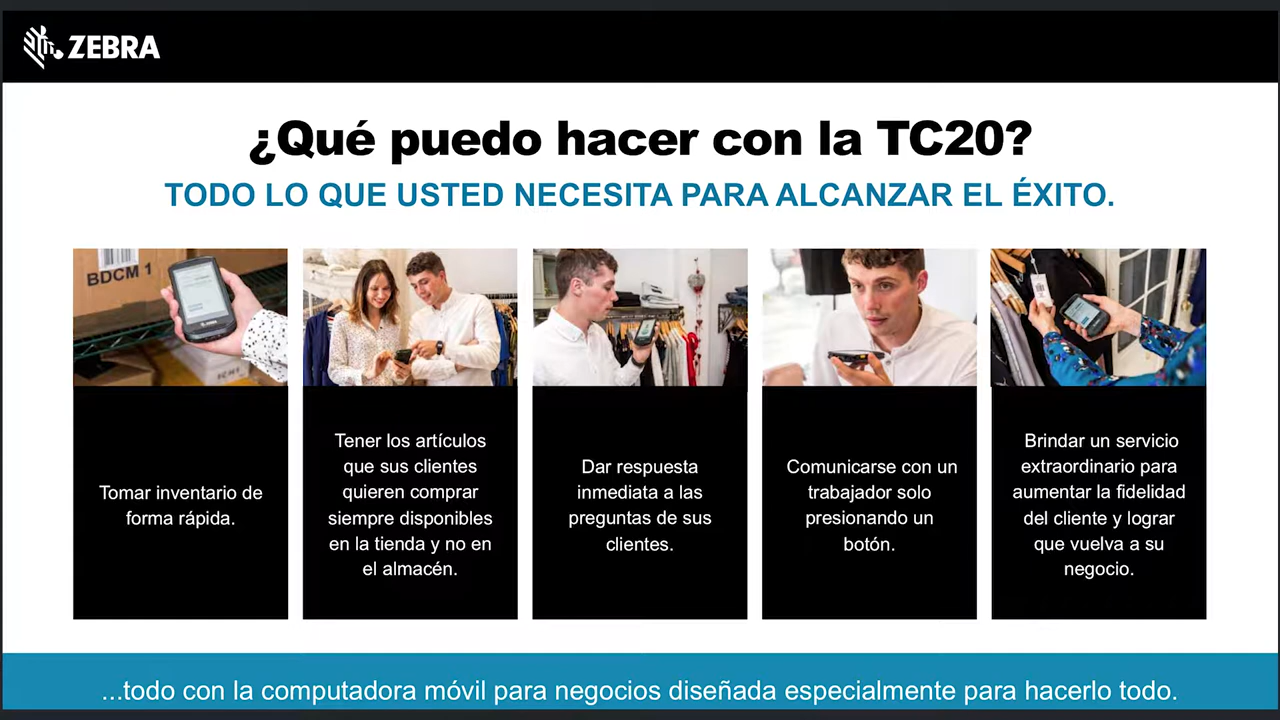 ZEBRA
¿Qué puedo hacer con la TC20?
TODO LO QUE USTED NECESITA PARA ALCANZAR EL ÉXITO.
BDCM 1
Tomar inventario de
forma rápida.
Tener los artículos
que sus clientes
quieren comprar
siempre disponibles
en la tienda y no en
el almacén.
Dar respuesta
inmediata a las
preguntas de sus
clientes.
Comunicarse con un
trabajador solo
presionando un
botón.
Brindar un servicio
extraordinario para
aumentar la fidelidad
del cliente y lograr
que vuelva a su
negocio.
...todo con la computadora móvil para negocios diseñada especialmente para hacerlo todo.